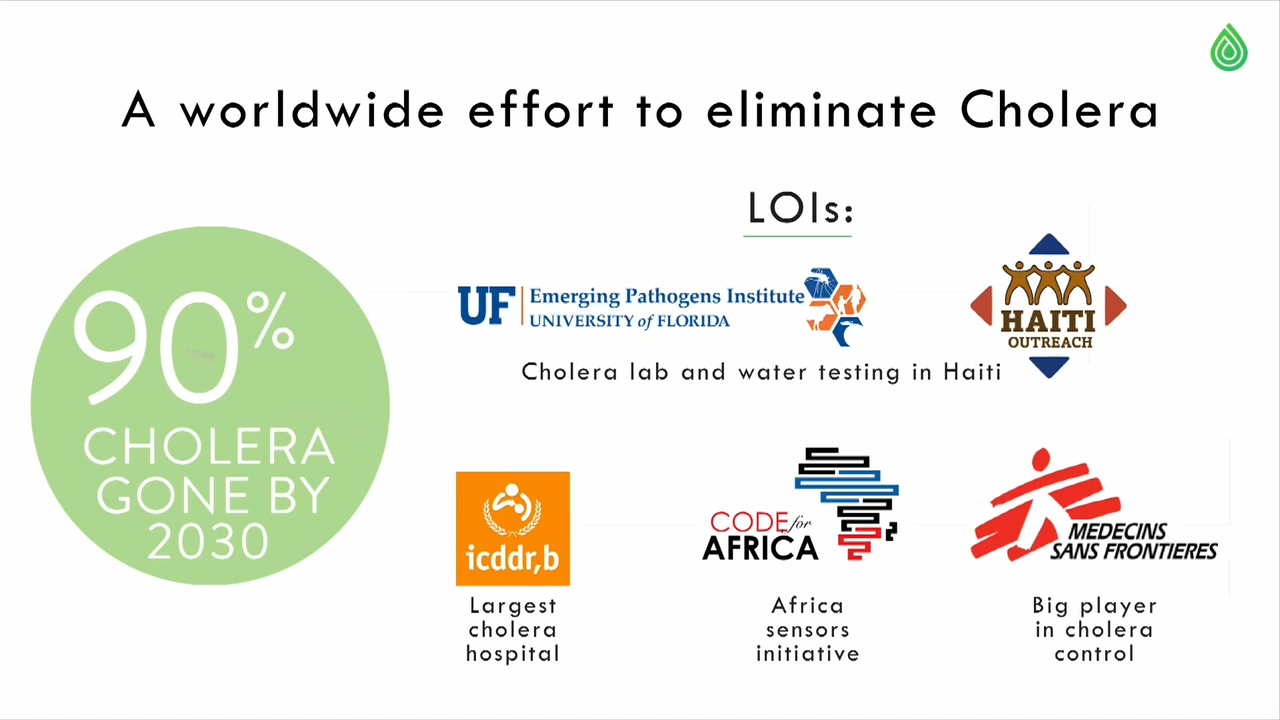 A worldwide effort to eliminate Cholera
90%
CHOLERA
GONE BY
2030
LOIs:
UF Emerging Pathogens Institute
UNIVERSITY of FLORIDA
HAITI
OUTREACH
Cholera lab and water testing in Haiti
icddr,b
Largest
cholera
hospital
CODE for
AFRICA
Africa
sensors
initiative
MEDECINS
SANS FRONTIERES
Big player
in cholera
control